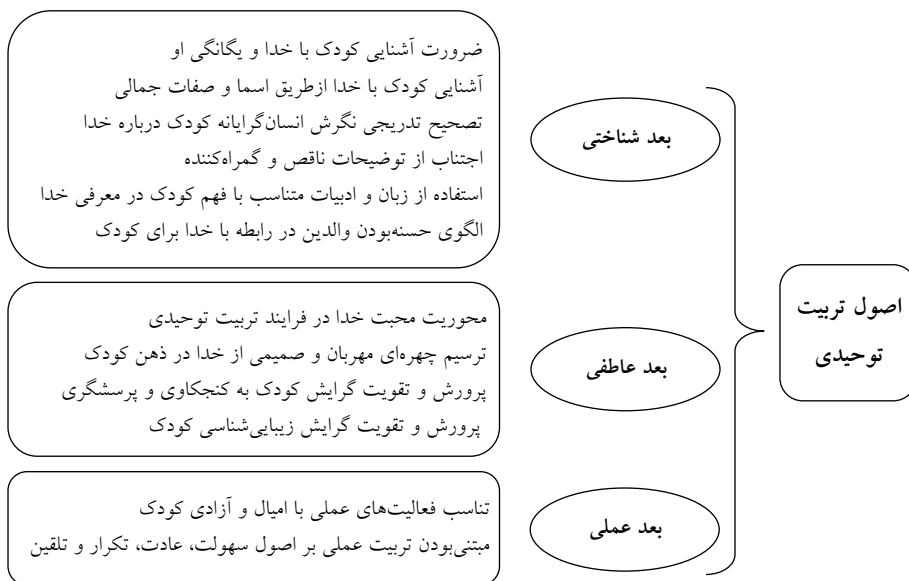 اصول تربیت
توحیدی
بعد شناختی
ضرورت آشنایی کودک با خدا و یگانگی او
آشنایی کودک با خدا ازطریق اسما و صفات جمالی
تصحیح تدریجی نگرش انسان‌گرایانه کودک درباره خدا
اجتناب از توضیحات ناقص و گمراه‌کننده
استفاده از زبان و ادبیات متناسب با فهم کودک در معرفی خدا
الگوی حسنه‌بودن والدین در رابطه با خدا برای کودک
بعد عاطفی
محوریت محبت خدا در فرایند تربیت توحیدی
ترسیم چهره‌ای مهربان و صمیمی از خدا در ذهن کودک
پرورش و تقویت گرایش کودک به کنجکاوی و پرسشگری
پرورش و تقویت گرایش زیبایی‌شناسی کودک
بعد عملی
تناسب فعالیت‌های عملی با امیال و آزادی کودک
مبتنی‌بودن تربیت عملی بر اصول سهولت، عادت، تکرار و تلقین